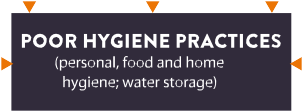 POOR HYGIENE PRACTICES
(personal, food and home
hygiene; water storage)